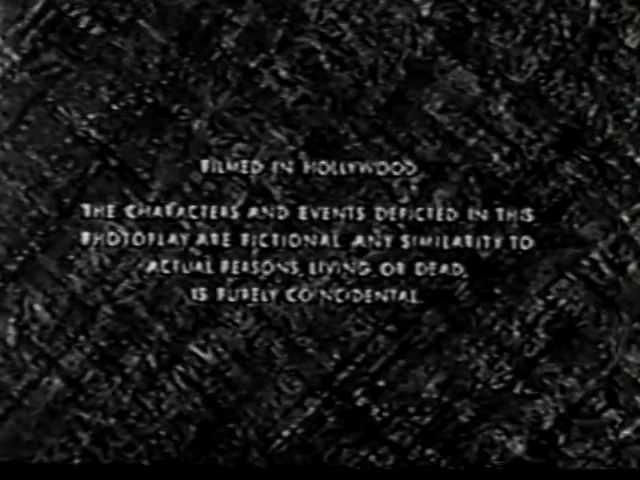 FILMED IN HOLLYWOOD
THE CHARACTERS AND EVENTS DEPICTED IN THIS
PHOTOPLAY ARE FICTIONAL. ANY SIMILARITY TO
ACTUAL PERSONS, LIVING OR DEAD,
IS PURELY COINCIDENTAL.